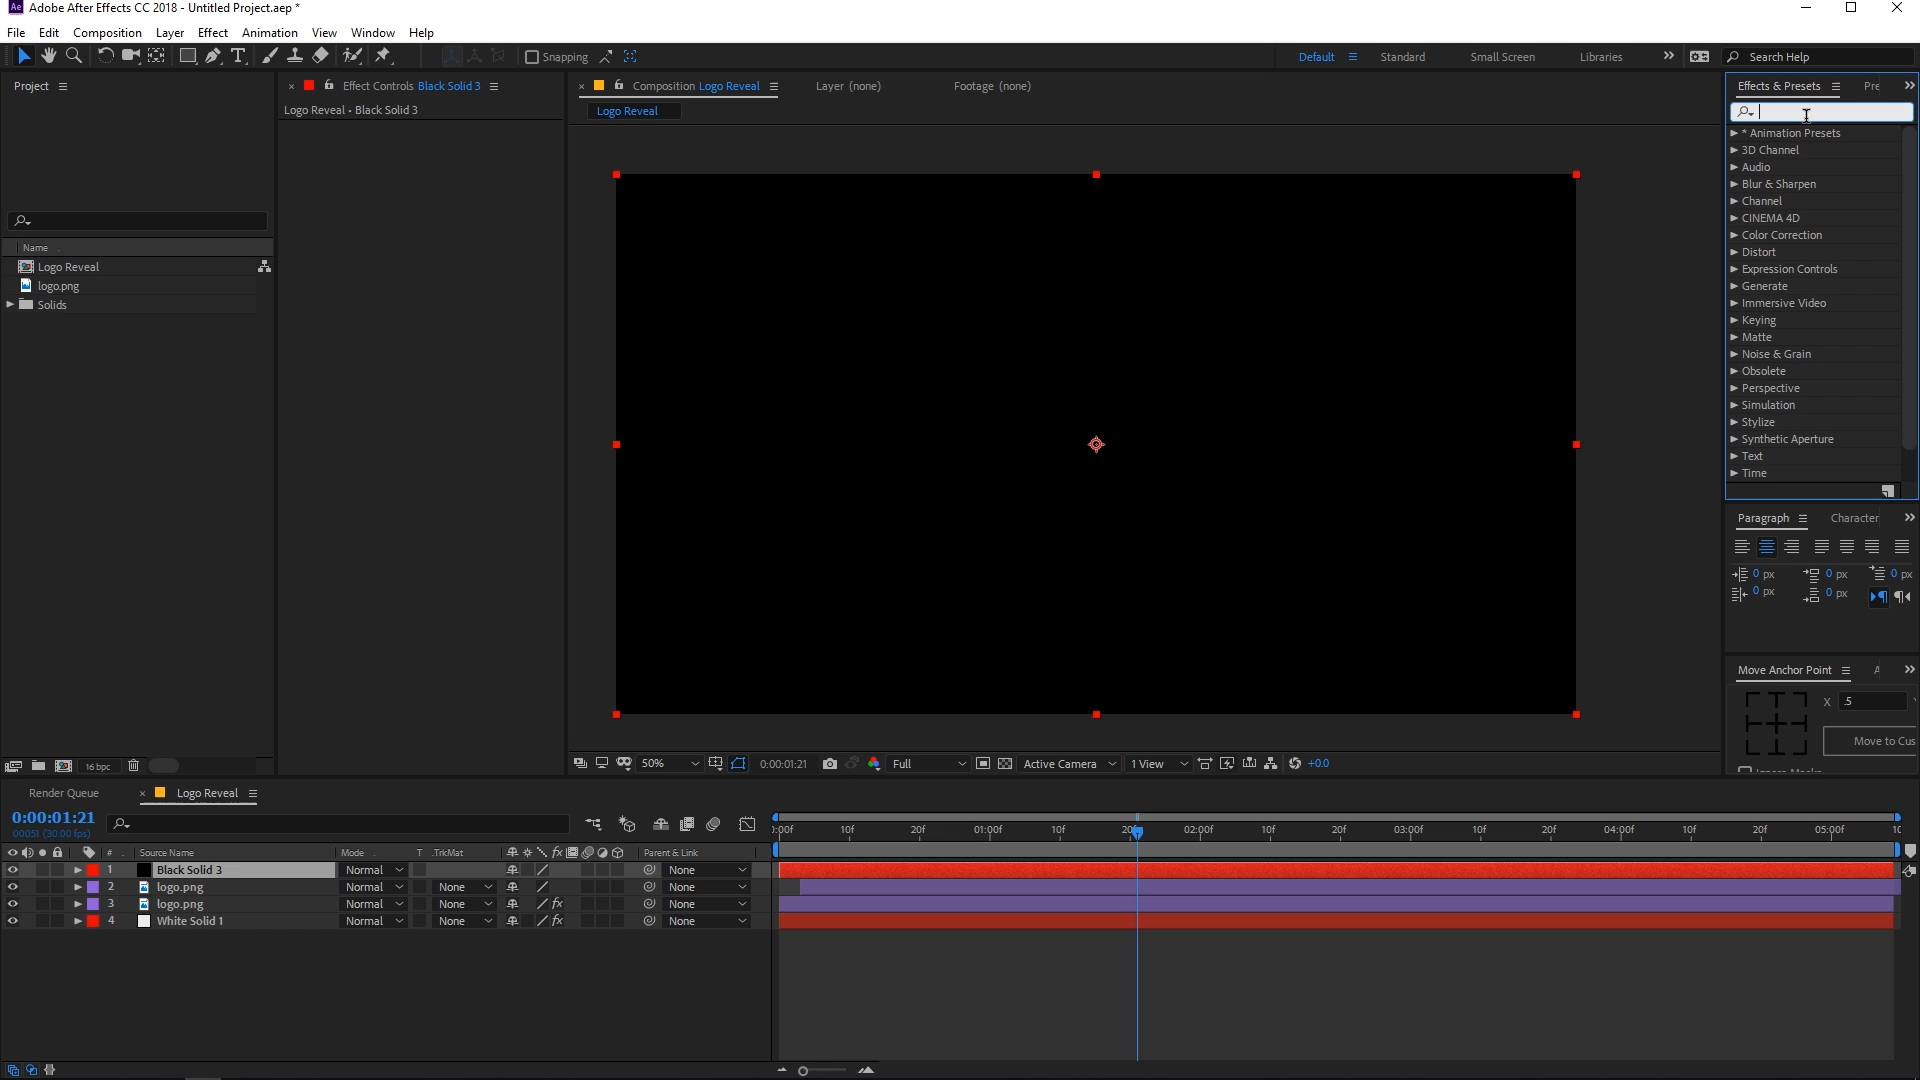 Ae Adobe After Effects CC 2018 - Untitled Project.aep *
File Edit Composition Layer Effect Animation View Window Help
T Snapping Default Standard Small Screen Libraries Search Help
Project Effect Controls Black Solid 3 Composition Logo Reveal Layer (none) Footage (none) Effects & Presets Pre
Logo Reveal • Black Solid 3 Logo Reveal
* Animation Presets
3D Channel
Audio
Blur & Sharpen
Channel
CINEMA 4D
Color Correction
Distort
Expression Controls
Generate
Immersive Video
Keying
Matte
Noise & Grain
Obsolete
Perspective
Simulation
Stylize
Synthetic Aperture
Text
Time
Name
Logo Reveal
logo.png
Solids
Paragraph Character
0 px 0 px 0 px
0 px 0 px
Move Anchor Point A
X .5
Move to Cus
16 bpc 50% 0:00:01:21 Full Active Camera 1 View +0.0
Render Queue Logo Reveal
0:00:01:21
00051 (30.00 fps)
:00f 10f 20f 01:00f 10f 20f 02:00f 10f 20f 03:00f 10f 20f 04:00f 10f 20f 05:00f 10
# Source Name Mode T .TrkMat fx Parent & Link
1 Black Solid 3 Normal None
2 logo.png Normal None None
3 logo.png Normal None fx None
4 White Solid 1 Normal None fx None